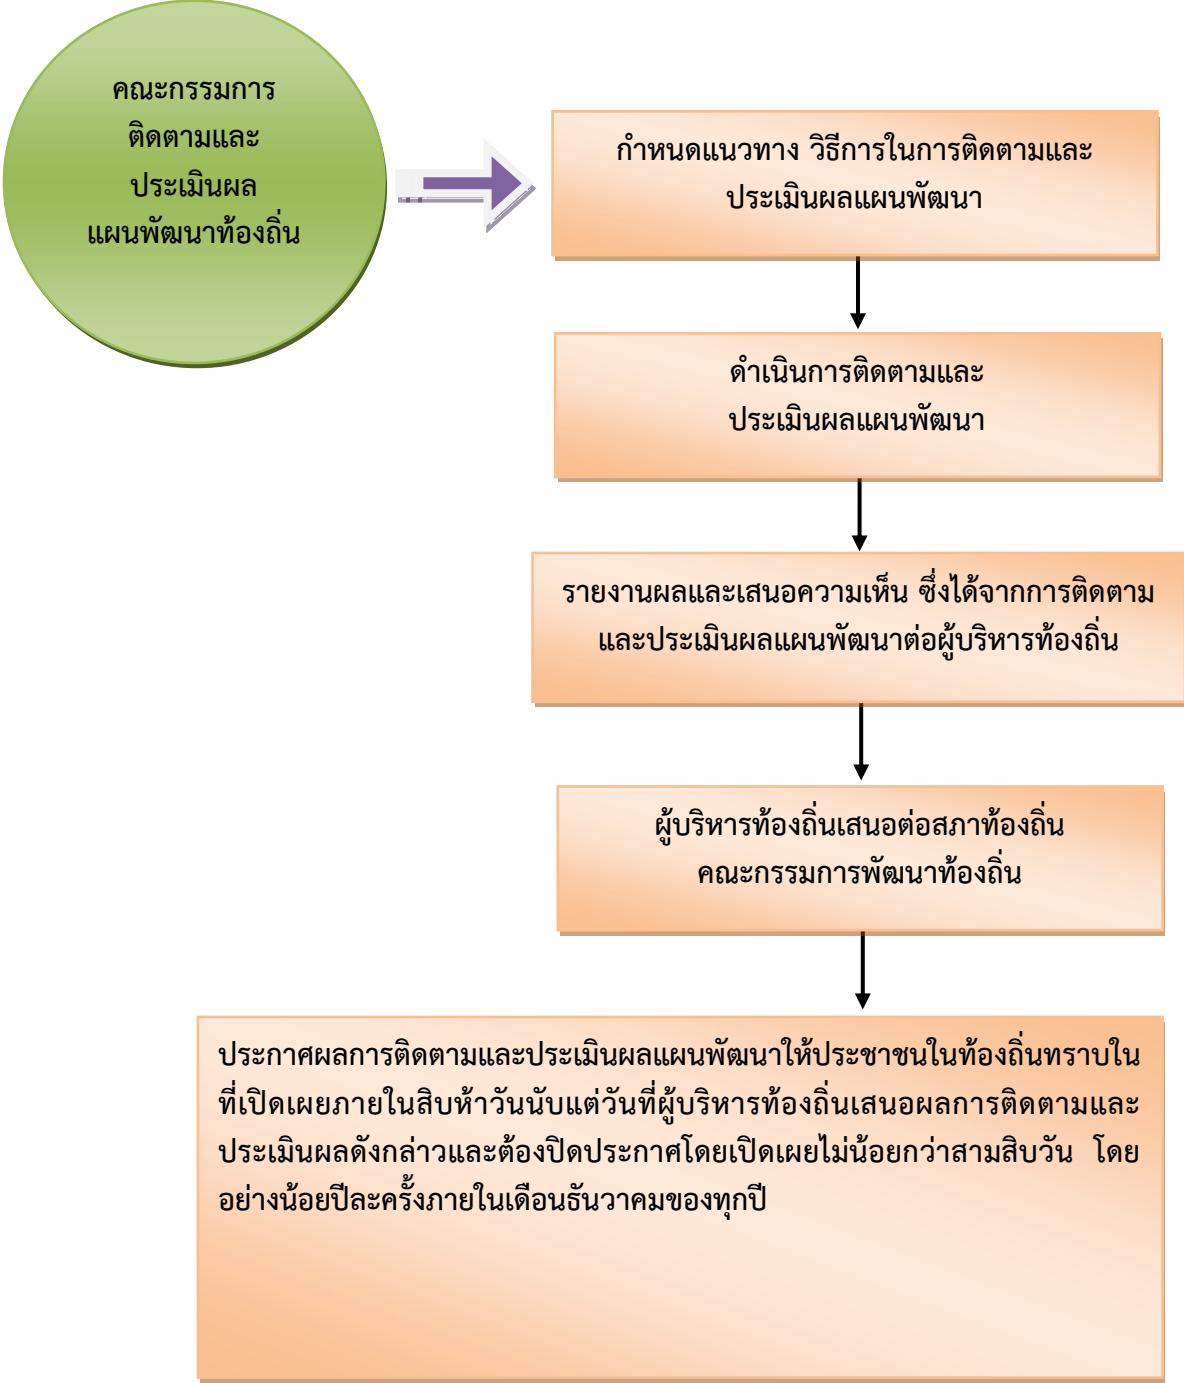 คณะกรรมการ
ติดตามและ
ประเมินผล
แผนพัฒนาท้องถิ่น
กำหนดแนวทาง วิธีการในการติดตามและ
ประเมินผลแผนพัฒนา
ดำเนินการติดตามและ
ประเมินผลแผนพัฒนา
รายงานผลและเสนอความเห็น ซึ่งได้จากการติดตาม
และประเมินผลแผนพัฒนาต่อผู้บริหารท้องถิ่น
ผู้บริหารท้องถิ่นเสนอต่อสภาท้องถิ่น
คณะกรรมการพัฒนาท้องถิ่น
ประกาศผลการติดตามและประเมินผลแผนพัฒนาให้ประชาชนในท้องถิ่นทราบใน
ที่เปิดเผยภายในสิบห้าวันนับแต่วันที่ผู้บริหารท้องถิ่นเสนอผลการติดตามและ
ประเมินผลดังกล่าวและต้องปิดประกาศโดยเปิดเผยไม่น้อยกว่าสามสิบวัน โดย
อย่างน้อยปีละครั้งภายในเดือนธันวาคมของทุกปี